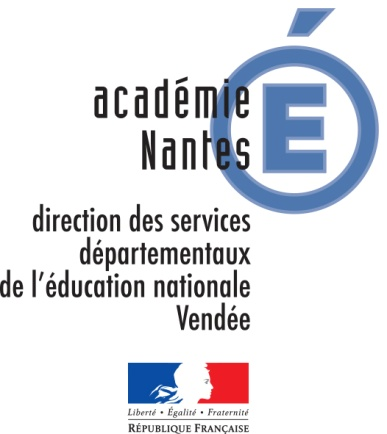 académie
Nantes
É
direction des services
départementaux
de l'éducation nationale
Vendée
Liberté • Égalité • Fraternité
RÉPUBLIQUE FRANÇAISE